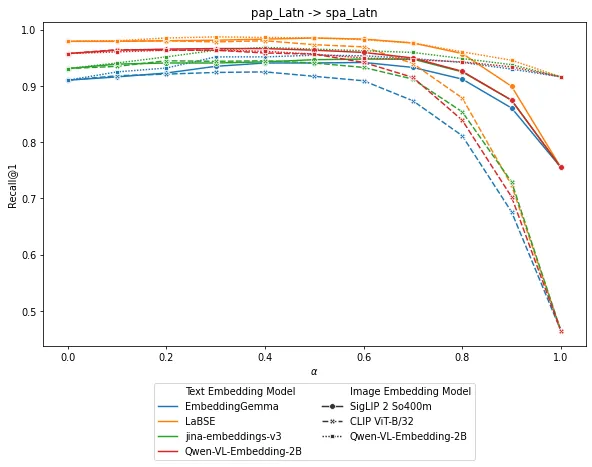 pap_Latn -> spa_Latn
Recall@1
1.0
0.9
0.8
0.7
0.6
0.5
0.0 0.2 0.4 0.6 0.8 1.0
α
Text Embedding Model Image Embedding Model
EmbeddingGemma SigLIP 2 So400m
LaBSE CLIP ViT-B/32
jina-embeddings-v3 Qwen-VL-Embedding-2B
Qwen-VL-Embedding-2B